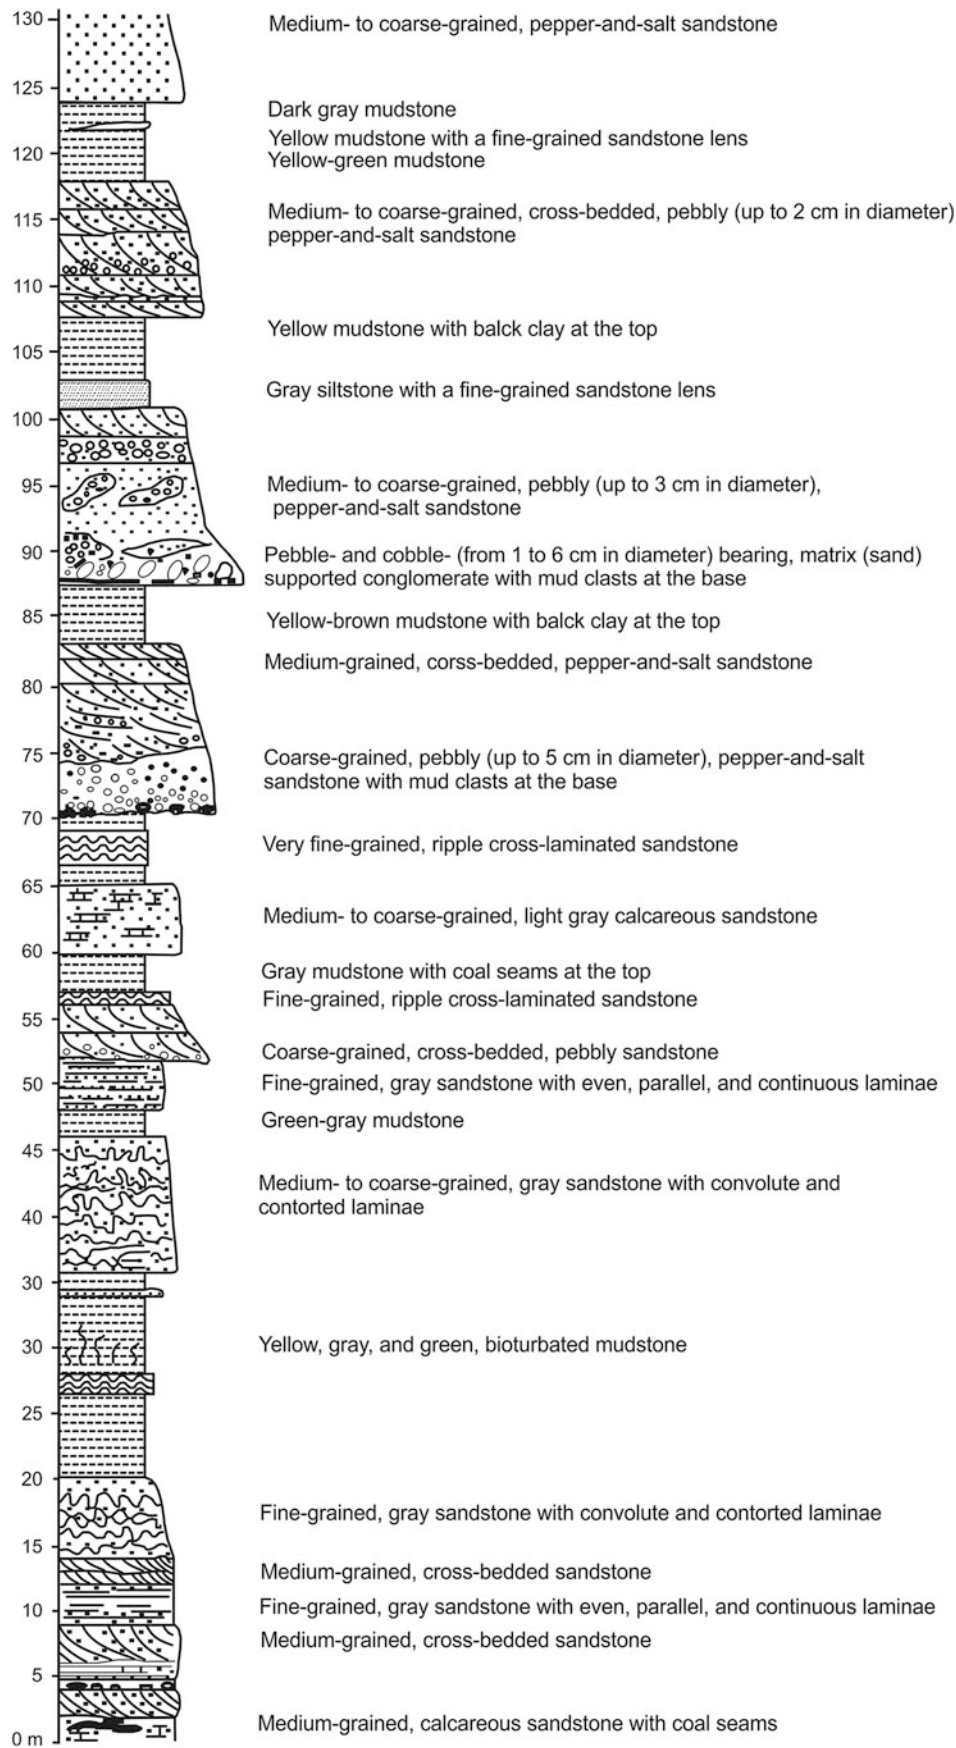 130
Medium- to coarse-grained, pepper-and-salt sandstone
125
Dark gray mudstone
Yellow mudstone with a fine-grained sandstone lens
120
Yellow-green mudstone
115
Medium- to coarse-grained, cross-bedded, pebbly (up to 2 cm in diameter)
pepper-and-salt sandstone
110
Yellow mudstone with balck clay at the top
105
Gray siltstone with a fine-grained sandstone lens
100
95
Medium- to coarse-grained, pebbly (up to 3 cm in diameter),
pepper-and-salt sandstone
90
Pebble- and cobble- (from 1 to 6 cm in diameter) bearing, matrix (sand)
supported conglomerate with mud clasts at the base
85
Yellow-brown mudstone with balck clay at the top
Medium-grained, corss-bedded, pepper-and-salt sandstone
80
75
Coarse-grained, pebbly (up to 5 cm in diameter), pepper-and-salt
sandstone with mud clasts at the base
70
Very fine-grained, ripple cross-laminated sandstone
65
Medium- to coarse-grained, light gray calcareous sandstone
60
Gray mudstone with coal seams at the top
Fine-grained, ripple cross-laminated sandstone
55
Coarse-grained, cross-bedded, pebbly sandstone
50
Fine-grained, gray sandstone with even, parallel, and continuous laminae
Green-gray mudstone
45
Medium- to coarse-grained, gray sandstone with convolute and
contorted laminae
40
30
30
Yellow, gray, and green, bioturbated mudstone
25
20
Fine-grained, gray sandstone with convolute and contorted laminae
15
Medium-grained, cross-bedded sandstone
10
Fine-grained, gray sandstone with even, parallel, and continuous laminae
Medium-grained, cross-bedded sandstone
5
Medium-grained, calcareous sandstone with coal seams
0 m